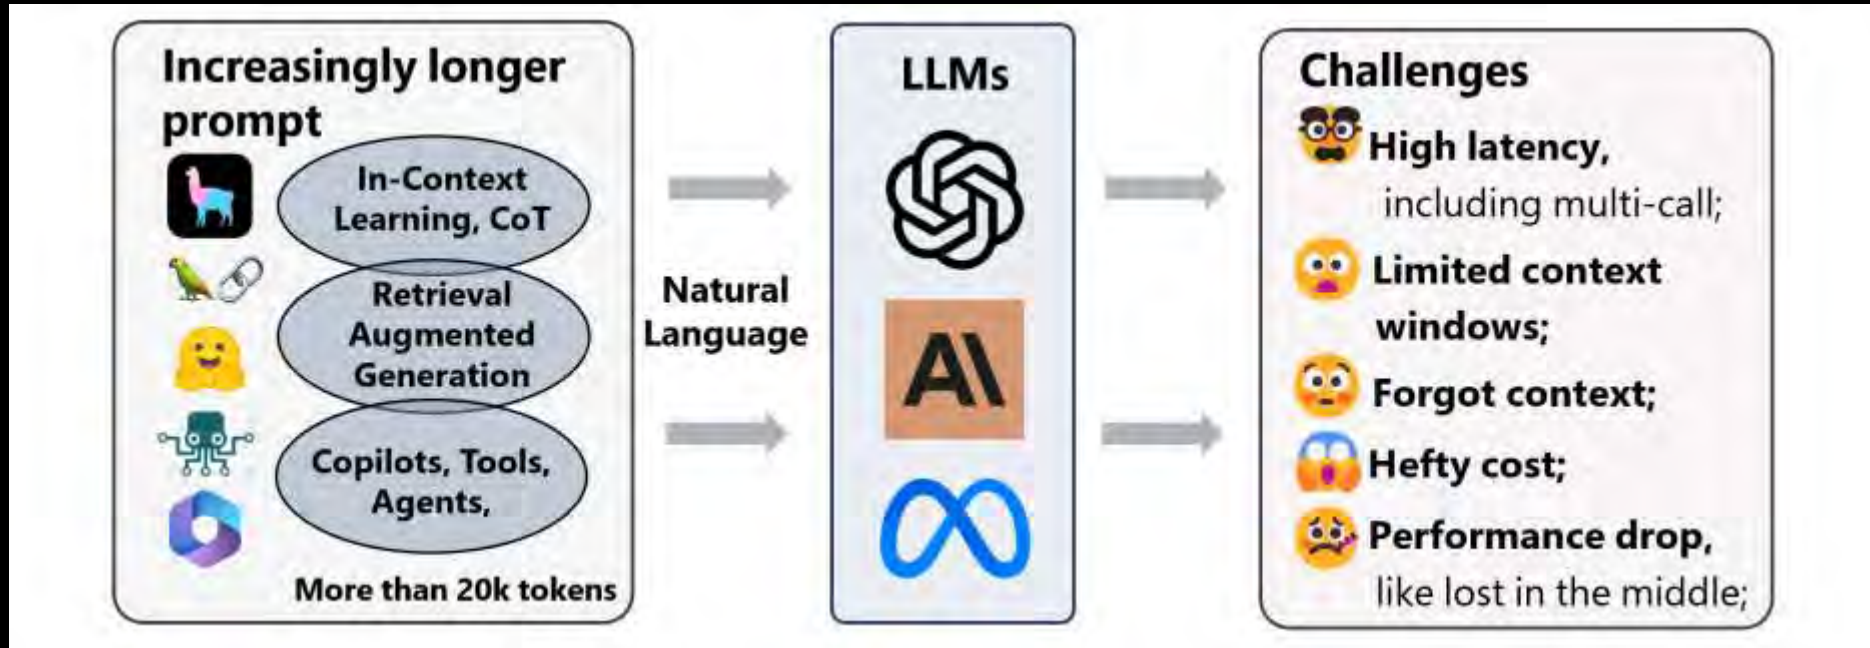 Increasingly longer
prompt
In-Context
Learning, CoT
Retrieval
Augmented
Generation
Copilots, Tools,
Agents,
More than 20k tokens
Natural
Language
LLMs
AI
Challenges
High latency,
including multi-call;
Limited context
windows;
Forgot context;
Hefty cost;
Performance drop,
like lost in the middle;